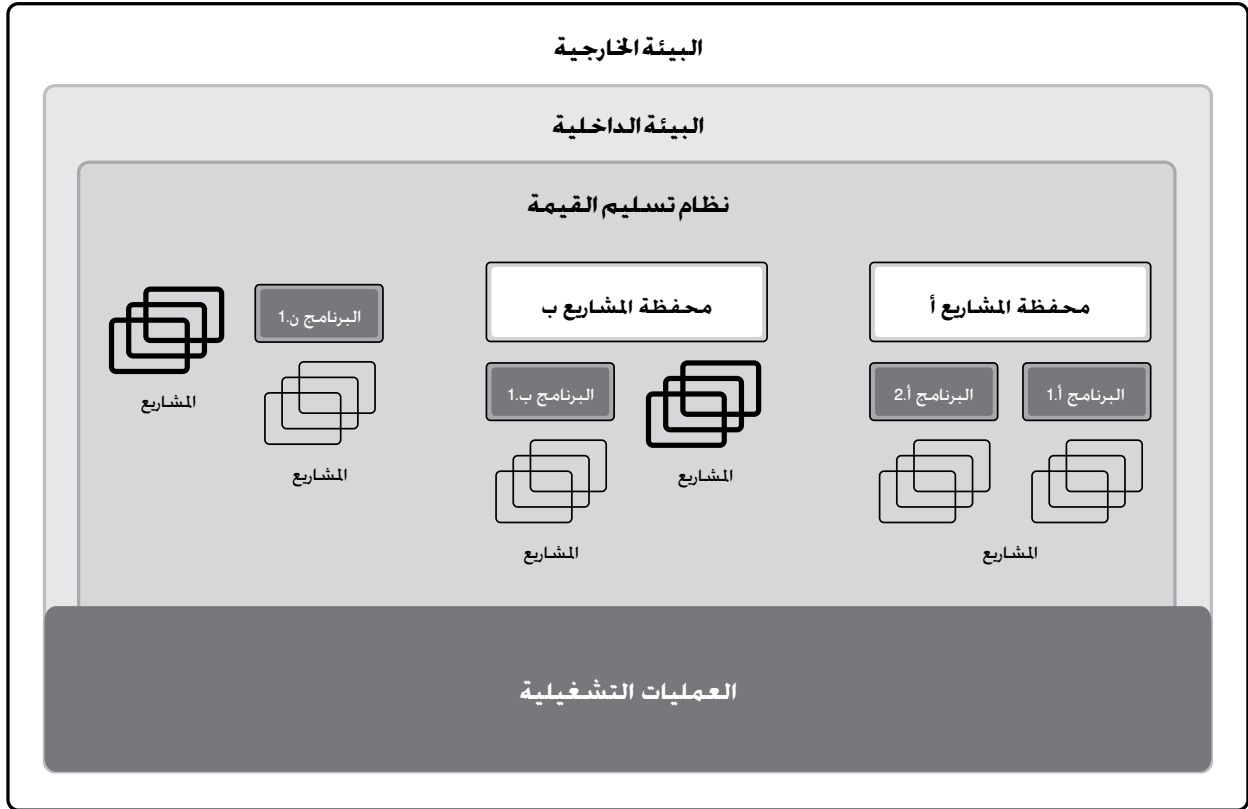 البيئة الخارجية
البيئة الداخلية
نظام تسليم القيمة
محفظة المشاريع أ
البرنامج أ.1
البرنامج أ.2
المشاريع
محفظة المشاريع ب
المشاريع
البرنامج ب.1
المشاريع
البرنامج ن.1
المشاريع
المشاريع
العمليات التشغيلية